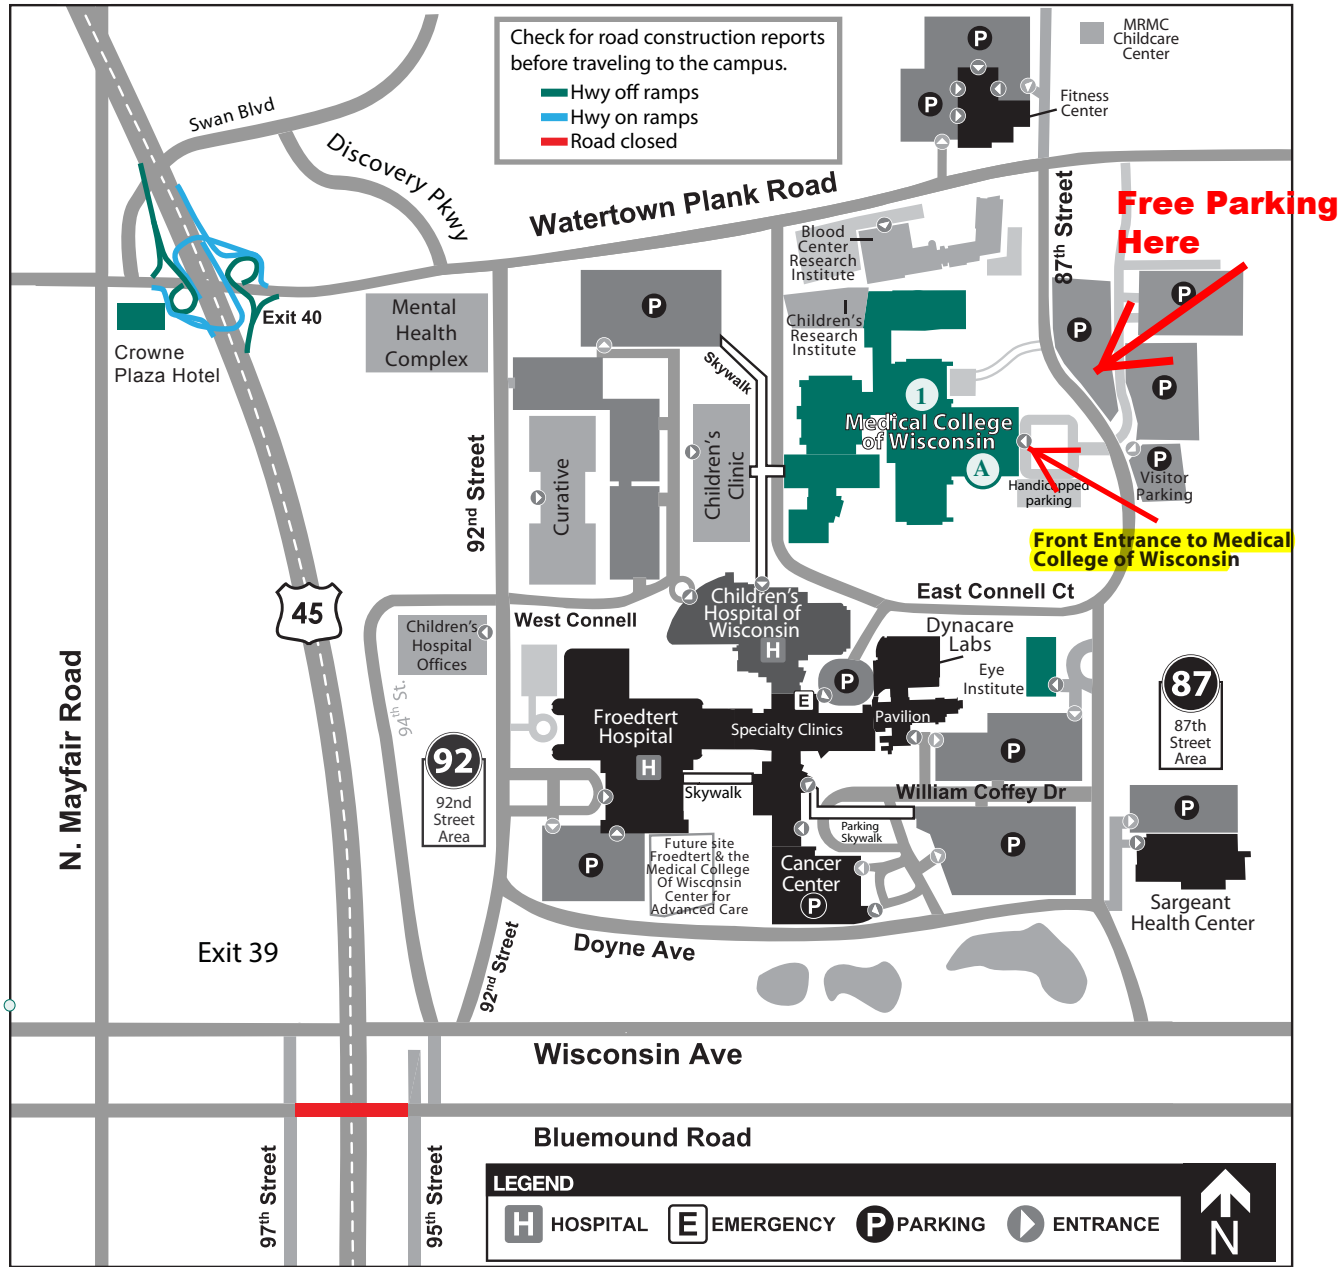 Check for road construction reports
before traveling to the campus.
Hwy off ramps
Hwy on ramps
Road closed
MRMC
Childcare
Center
P
P
Fitness
Center
Swan Blvd
Discovery Pkwy
Watertown Plank Road
87th Street
Free Parking
Here
Blood
Center
Research
Institute
Children's
Research
Institute
P
P
P
P
Exit 40
Crowne
Plaza Hotel
Mental
Health
Complex
Skywalk
1
Medical College
of Wisconsin
A
Handicapped
parking
P
Visitor
Parking
92nd Street
Curative
Children's
Clinic
Front Entrance to Medical
College of Wisconsin
45
East Connell Ct
West Connell
Children's
Hospital of
Wisconsin
H
Children's
Hospital
Offices
94th St.
Dynacare
Labs
Eye
Institute
P
E
Froedtert
Hospital
H
Specialty Clinics
Pavilion
P
87
87th
Street
Area
92
92nd
Street
Area
N. Mayfair Road
Skywalk
William Coffey Dr
Parking
Skywalk
P
P
P
Future site
Froedtert & the
Medical College
Of Wisconsin
Center for
Advanced Care
Cancer
Center
P
Sargeant
Health Center
Exit 39
92nd Street
Doyne Ave
Wisconsin Ave
Bluemound Road
97th Street
95th Street
LEGEND
H HOSPITAL E EMERGENCY P PARKING ENTRANCE
N